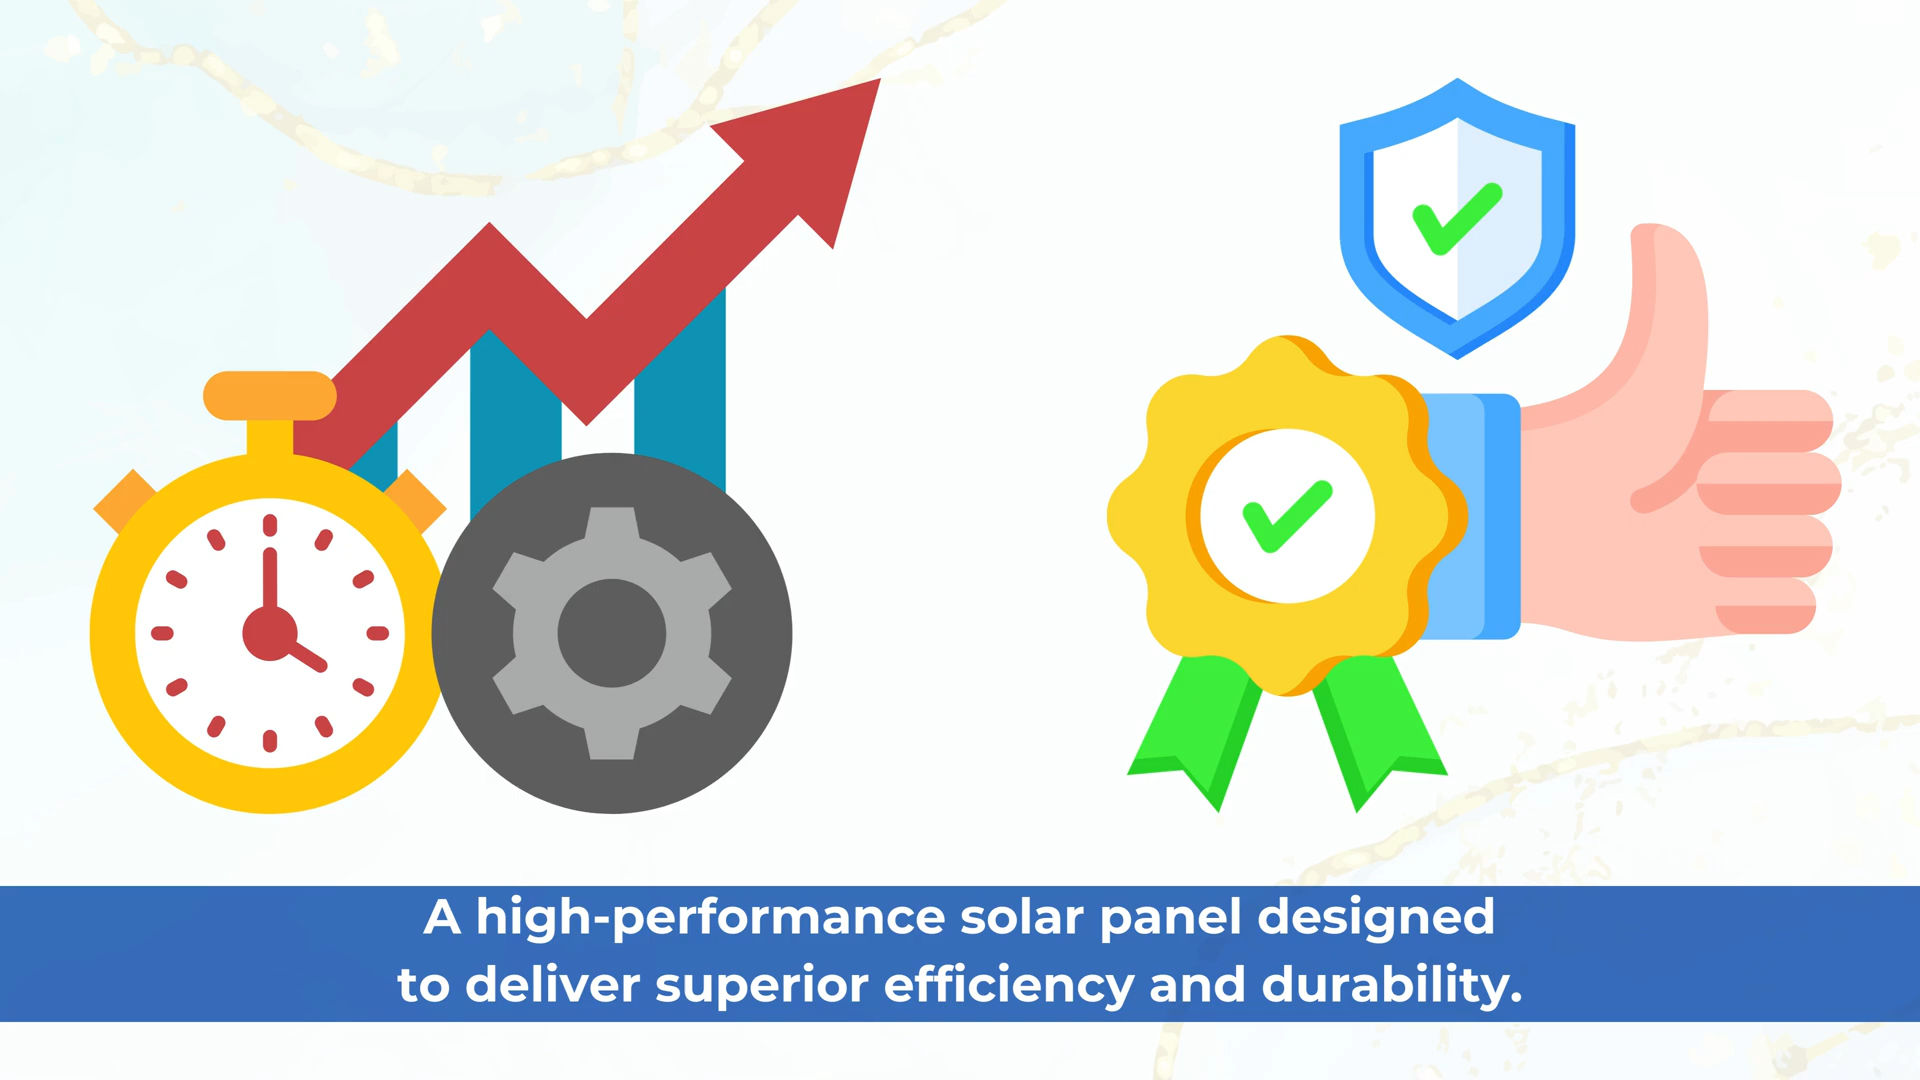 A high-performance solar panel designed
to deliver superior efficiency and durability.